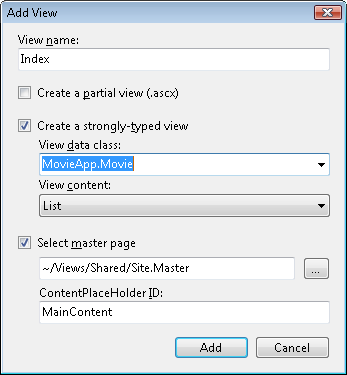 Add View
View name:
Index
Create a partial view (.ascx)
Create a strongly-typed view
View data class:
MovieApp.Movie
View content:
List
Select master page
~/Views/Shared/Site.Master
...
ContentPlaceHolder ID:
MainContent
Add Cancel